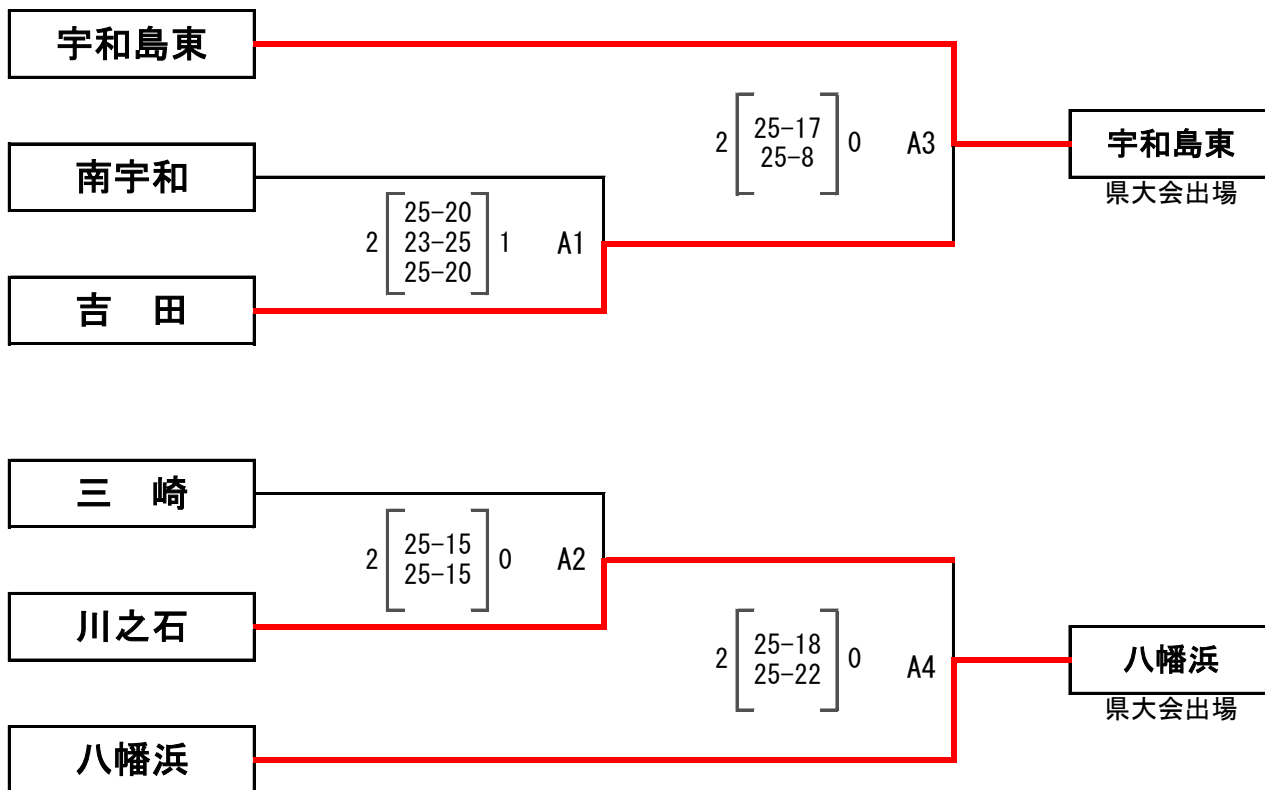 宇和島東
2 25-17 0 A3
25-8
宇和島東
県大会出場
南宇和
25-20
2 23-25 1 A1
25-20
吉　田
三　崎
2 25-15 0 A2
25-15
川之石
2 25-18 0 A4
25-22
八幡浜
県大会出場
八幡浜